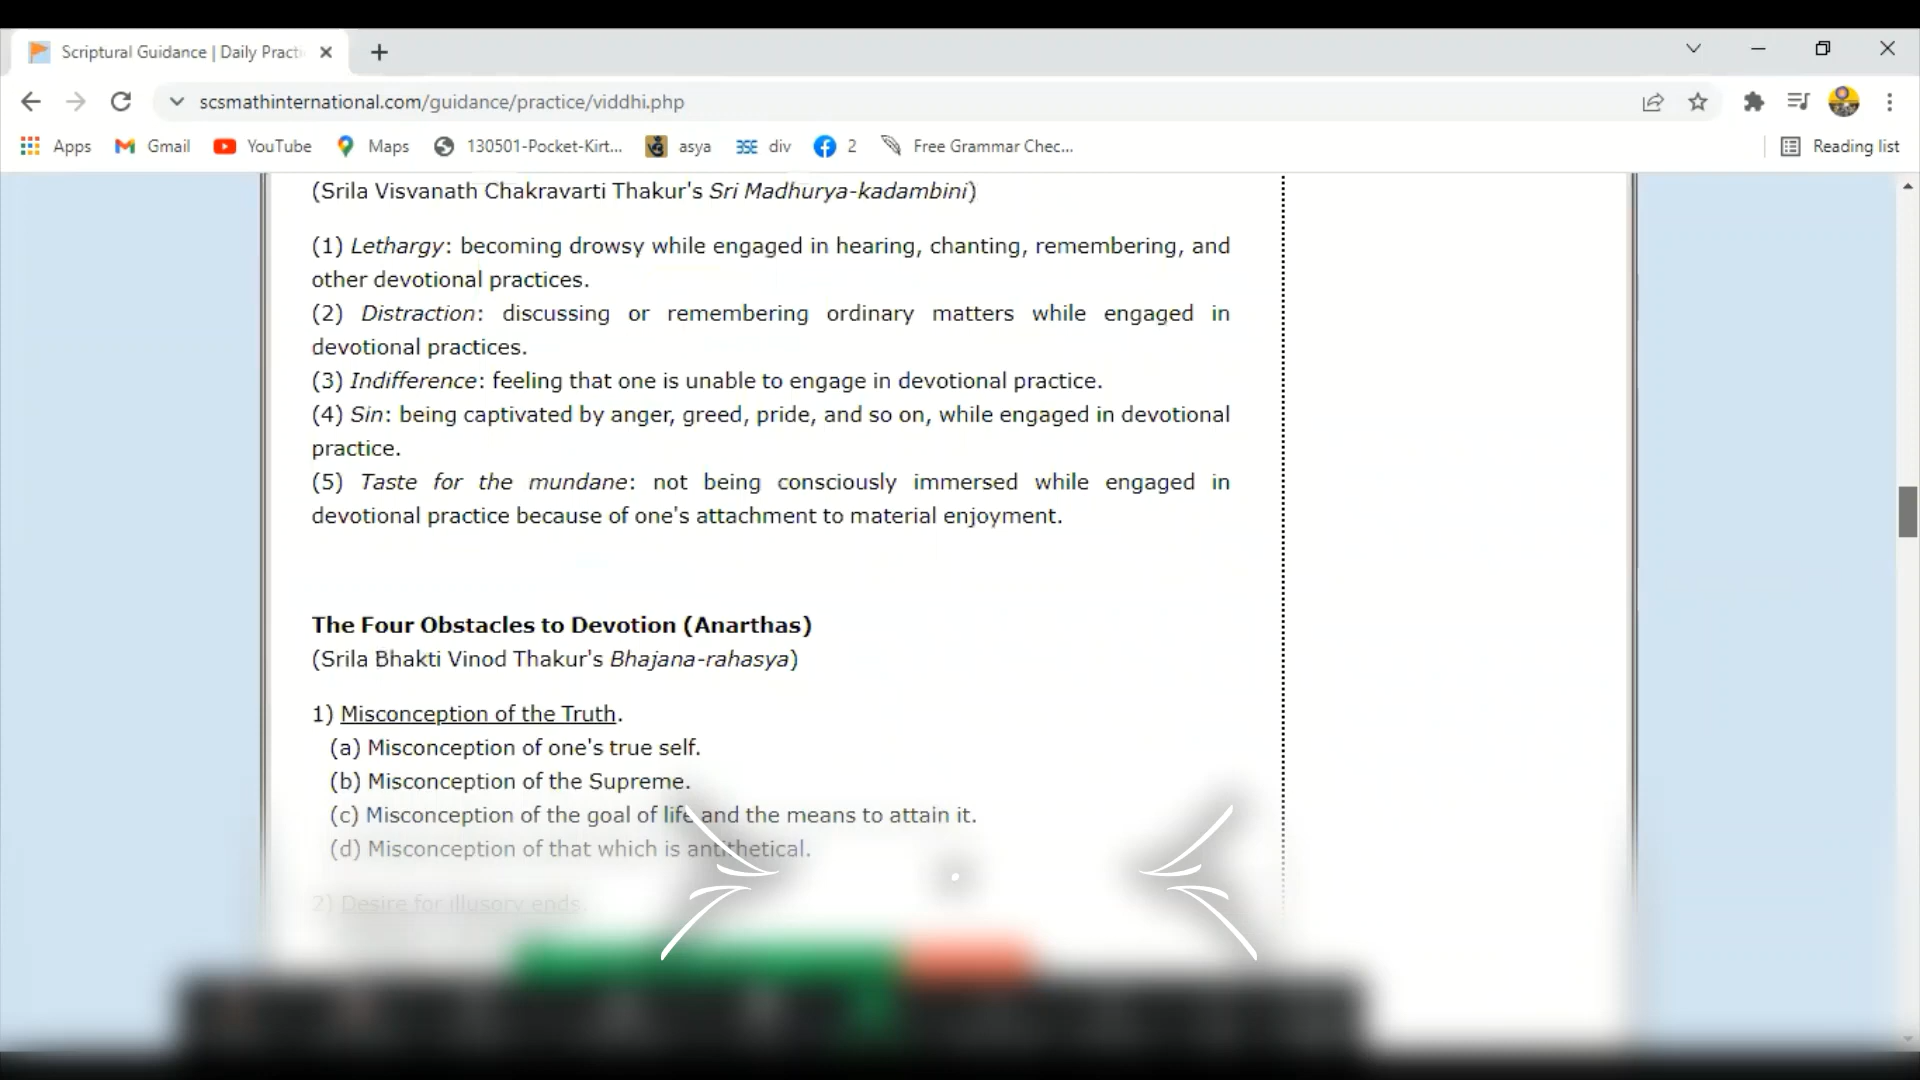 Scriptural Guidance | Daily Practi
scsmathinternational.com/guidance/practice/viddhi.php
Apps Gmail YouTube Maps 130501-Pocket-Kirt... asya div 2 Free Grammar Chec... Reading list
(Srila Visvanath Chakravarti Thakur's Sri Madhurya-kadambini)
(1) Lethargy: becoming drowsy while engaged in hearing, chanting, remembering, and
other devotional practices.
(2) Distraction: discussing or remembering ordinary matters while engaged in
devotional practices.
(3) Indifference: feeling that one is unable to engage in devotional practice.
(4) Sin: being captivated by anger, greed, pride, and so on, while engaged in devotional
practice.
(5) Taste for the mundane: not being consciously immersed while engaged in
devotional practice because of one's attachment to material enjoyment.
The Four Obstacles to Devotion (Anarthas)
(Srila Bhakti Vinod Thakur's Bhajana-rahasya)
1) Misconception of the Truth.
(a) Misconception of one's true self.
(b) Misconception of the Supreme.
(c) Misconception of the goal of life and the means to attain it.
(d) Misconception of that which is antithetical.
2) Desire for illusory ends.